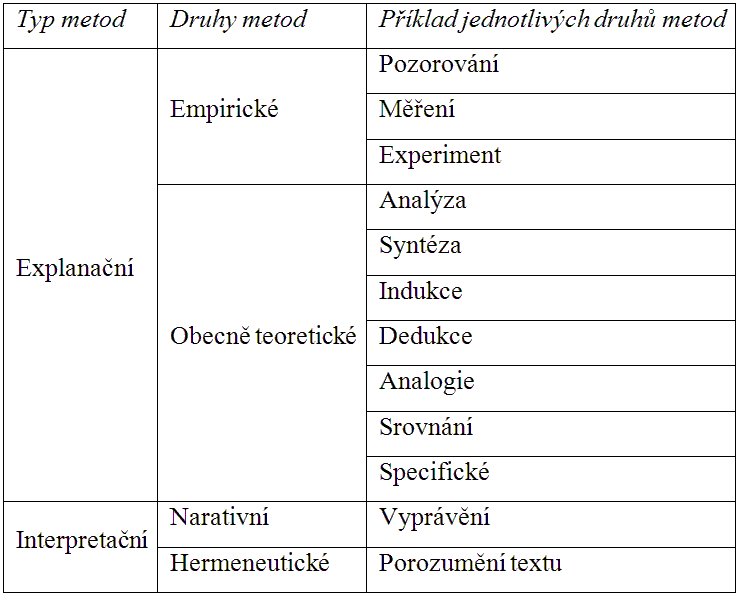 Typ metod Druhy metod Příklad jednotlivých druhů metod
Explanační
Empirické
Pozorování
Měření
Experiment
Obecně teoretické
Analýza
Syntéza
Indukce
Dedukce
Analogie
Srovnání
Specifické
Interpretační
Narativní Vyprávění
Hermeneutické Porozumění textu